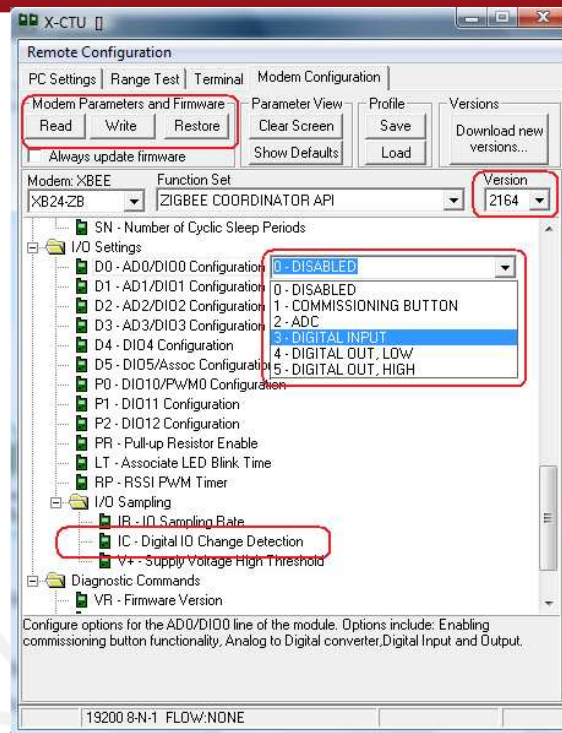 X-CTU []
Remote Configuration
PC Settings Range Test Terminal Modem Configuration
Modem Parameters and Firmware Parameter View Profile Versions
Read Write Restore Clear Screen Save Download new versions...
Always update firmware Show Defaults Load
Modem: XBEE Function Set Version
XB24-ZB ZIGBEE COORDINATOR API 2164
SN - Number of Cyclic Sleep Periods
I/O Settings
D0 - AD0/DIO0 Configuration 0 - DISABLED
D1 - AD1/DIO1 Configuration 0 - DISABLED
D2 - AD2/DIO2 Configuration 1 - COMMISSIONING BUTTON
D3 - AD3/DIO3 Configuration 2 - ADC
D4 - DIO4 Configuration 3 - DIGITAL INPUT
D5 - DIO5/Assoc Configuration 4 - DIGITAL OUT, LOW
P0 - DIO10/PWM0 Configuration 5 - DIGITAL OUT, HIGH
P1 - DIO11 Configuration
P2 - DIO12 Configuration
PR - Pull-up Resistor Enable
LT - Associate LED Blink Time
RP - RSSI PWM Timer
I/O Sampling
IR - IO Sampling Rate
IC - Digital IO Change Detection
V+ - Supply Voltage High Threshold
Diagnostic Commands
VR - Firmware Version
Configure options for the AD0/DIO0 line of the module. Options include: Enabling
commissioning button functionality, Analog to Digital converter,Digital Input and Output.
19200 8-N-1 FLOW:NONE